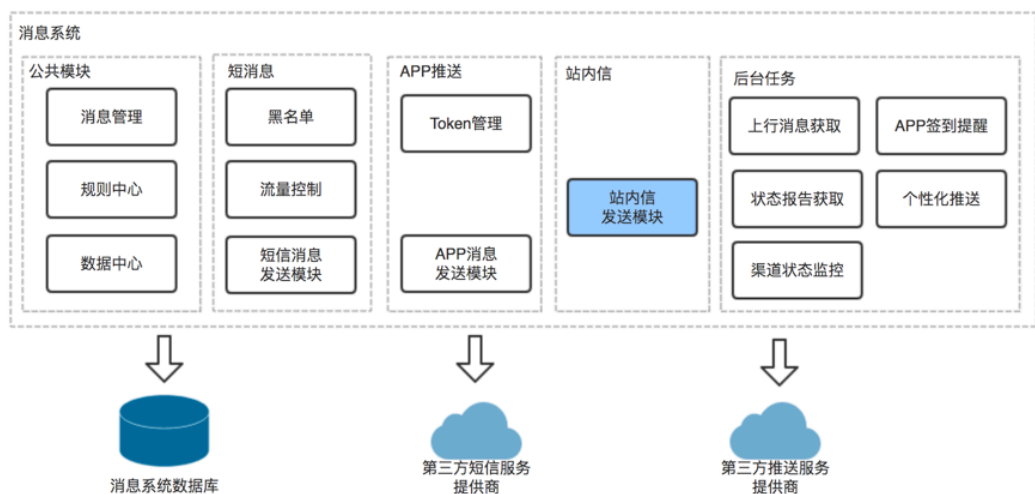 消息系统
公共模块
消息管理
规则中心
数据中心
短消息
黑名单
流量控制
短信消息
发送模块
APP推送
Token管理
APP消息
发送模块
站内信
站内信
发送模块
后台任务
上行消息获取
APP签到提醒
状态报告获取
个性化推送
渠道状态监控
消息系统数据库
第三方短信服务
提供商
第三方推送服务
提供商